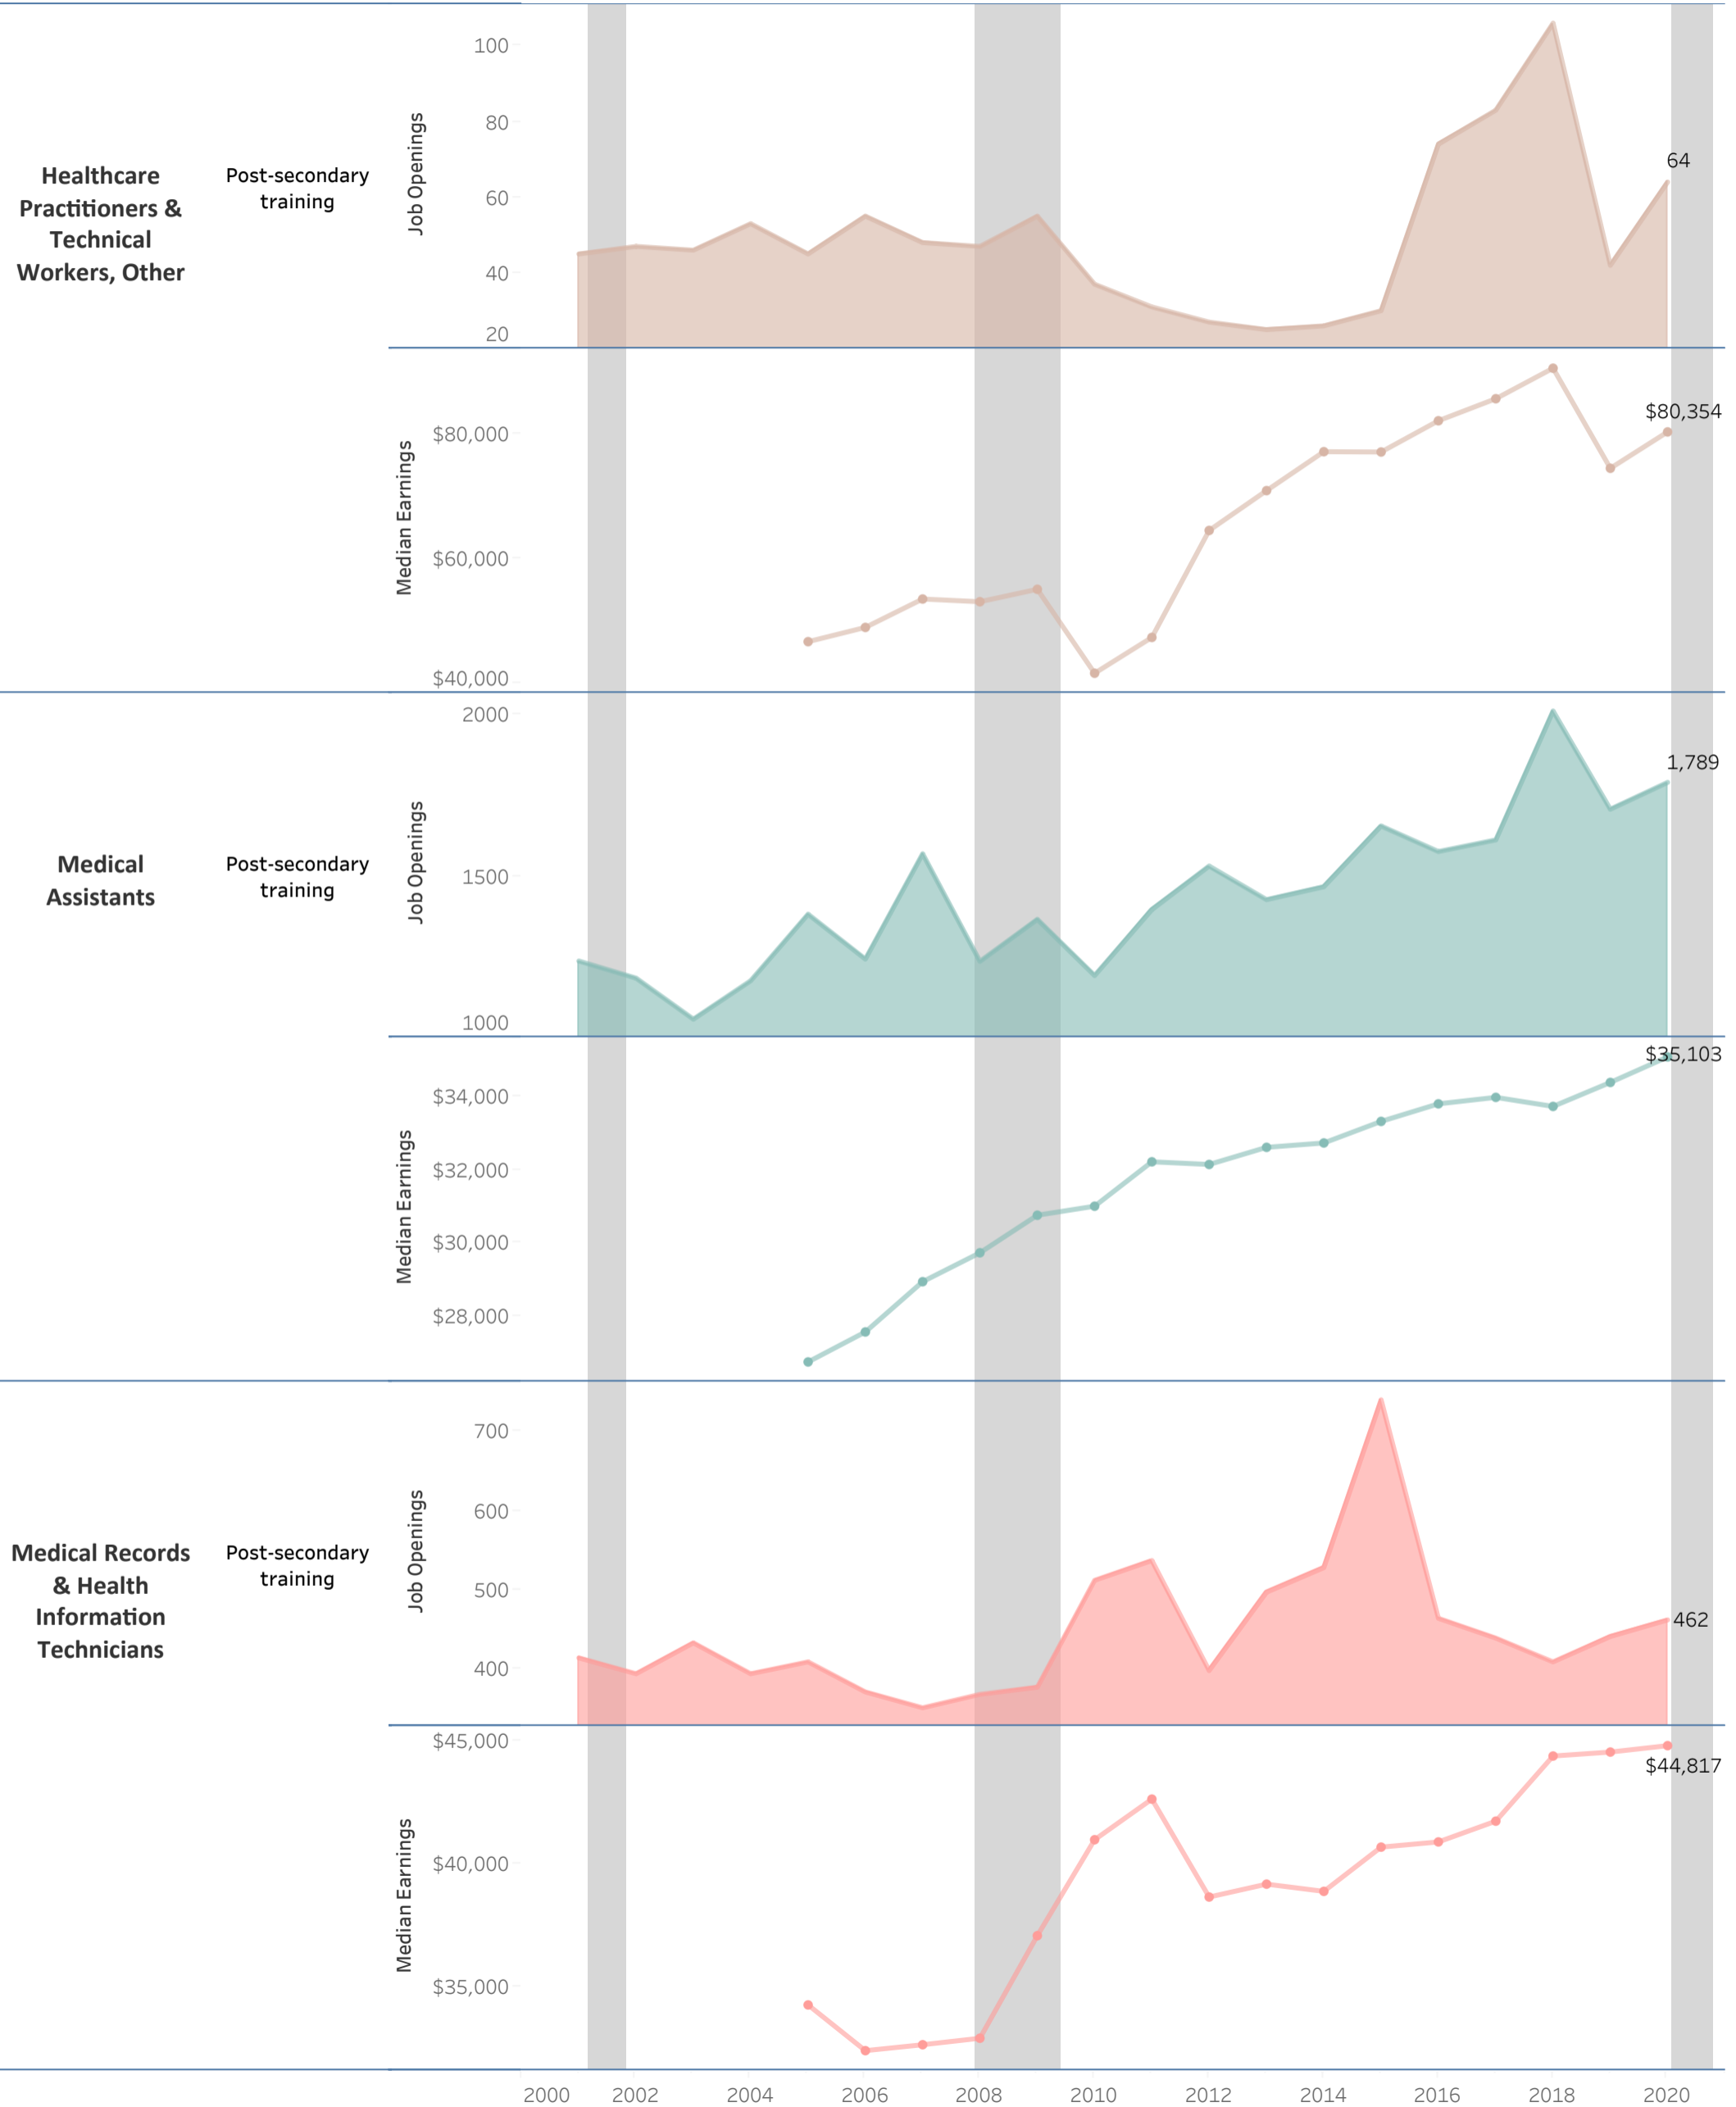 Healthcare
Practitioners &
Technical
Workers, Other
Post-secondary
training
Job Openings
100
80
60
40
20
64
Median Earnings
$80,000
$60,000
$40,000
$80,354
Medical
Assistants
Post-secondary
training
Job Openings
2000
1500
1000
1,789
Median Earnings
$34,000
$32,000
$30,000
$28,000
$35,103
Medical Records
& Health
Information
Technicians
Post-secondary
training
Job Openings
700
600
500
400
462
Median Earnings
$45,000
$40,000
$35,000
$44,817
2000 2002 2004 2006 2008 2010 2012 2014 2016 2018 2020